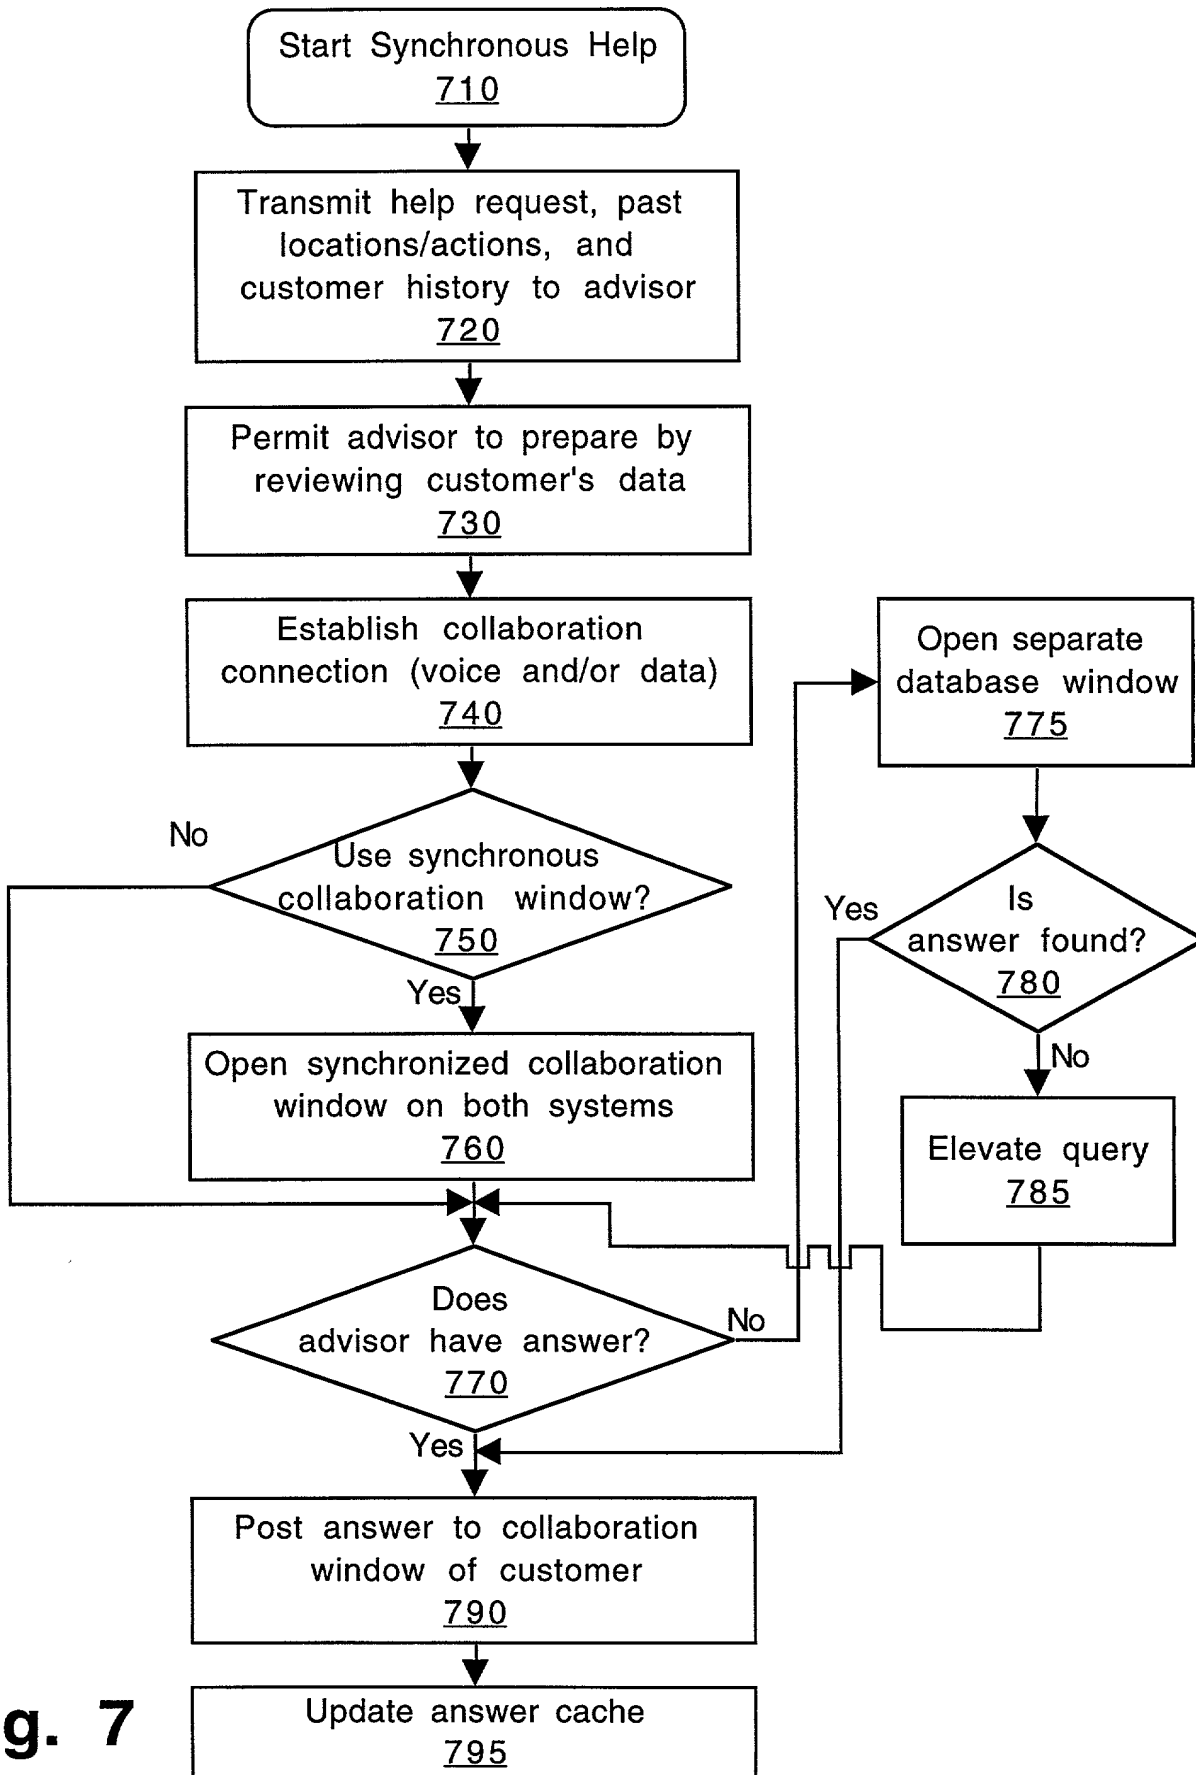 Start Synchronous Help
710
Transmit help request, past
locations/actions, and
customer history to advisor
720
Permit advisor to prepare by
reviewing customer's data
730
Establish collaboration
connection (voice and/or data)
740
No
Use synchronous
collaboration window?
750
Yes
Open synchronized collaboration
window on both systems
760
Does
advisor have answer?
770
No
Yes
Open separate
database window
775
Is
answer found?
780
Yes
No
Elevate query
785
Post answer to collaboration
window of customer
790
Update answer cache
795
g. 7